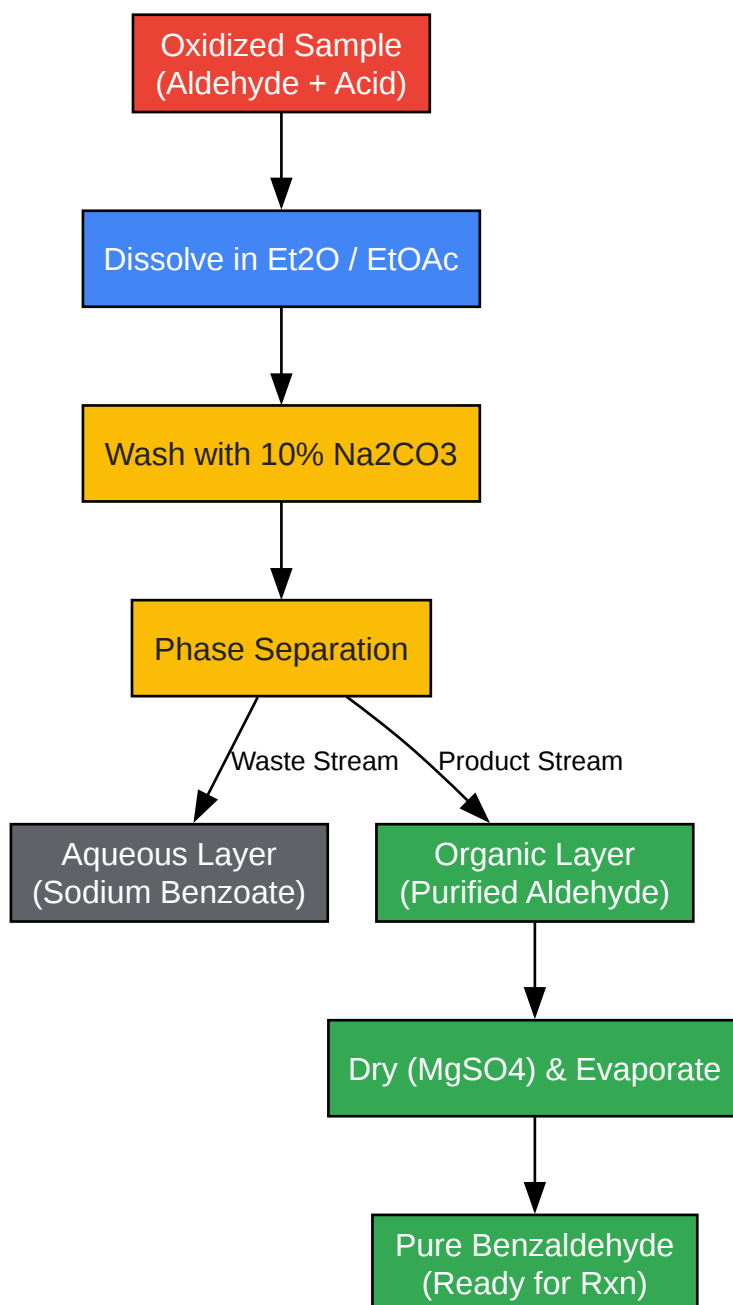 Oxidized Sample
(Aldehyde + Acid)
Dissolve in Et2O / EtOAc
Wash with 10% Na2CO3
Phase Separation
Waste Stream
Product Stream
Aqueous Layer
(Sodium Benzoate)
Organic Layer
(Purified Aldehyde)
Dry (MgSO4) & Evaporate
Pure Benzaldehyde
(Ready for Rxn)